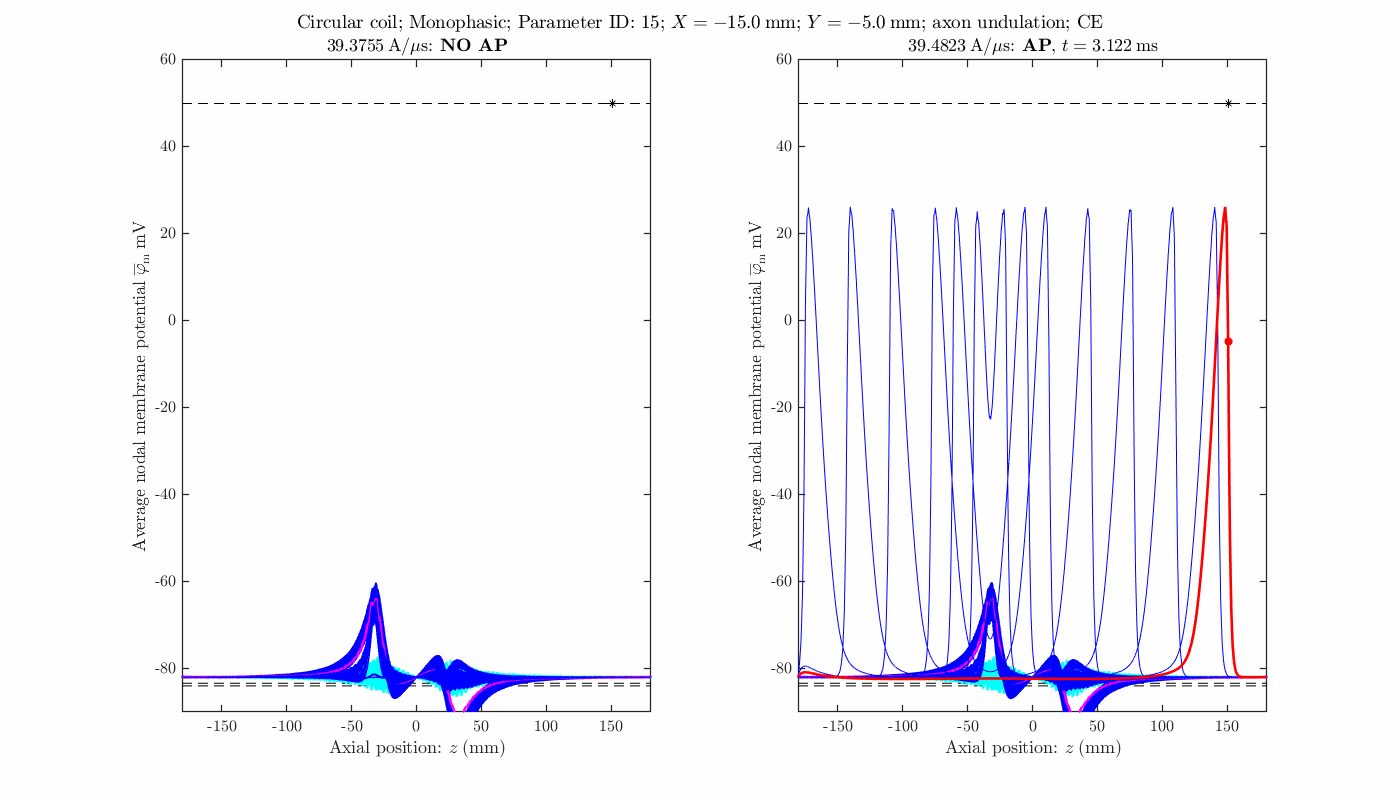 Circular coil; Monophasic; Parameter ID: 15; X = −15.0 mm; Y = −5.0 mm; axon undulation; CE
39.3755 A/μs: NO AP
60
40
20
0
-20
-40
-60
-80
Average nodal membrane potential φ̅m mV
-150 -100 -50 0 50 100 150
Axial position: z (mm)
39.4823 A/μs: AP, t = 3.122 ms
60
40
20
0
-20
-40
-60
-80
Average nodal membrane potential φ̅m mV
-150 -100 -50 0 50 100 150
Axial position: z (mm)